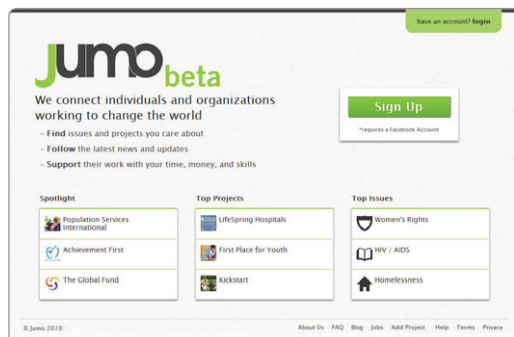 have an account? login
Jumo beta
We connect individuals and organizations
working to change the world
– Find issues and projects you care about
– Follow the latest news and updates
– Support their work with your time, money, and skills
Sign Up
*requires a Facebook Account
Spotlight
Population Services
International
Achievement First
The Global Fund
Top Projects
LifeSpring Hospitals
First Place for Youth
Kickstart
Top Issues
Women's Rights
HIV / AIDS
Homelessness
© Jumo 2010
About Us FAQ Blog Jobs Add Project Help Terms Privacy